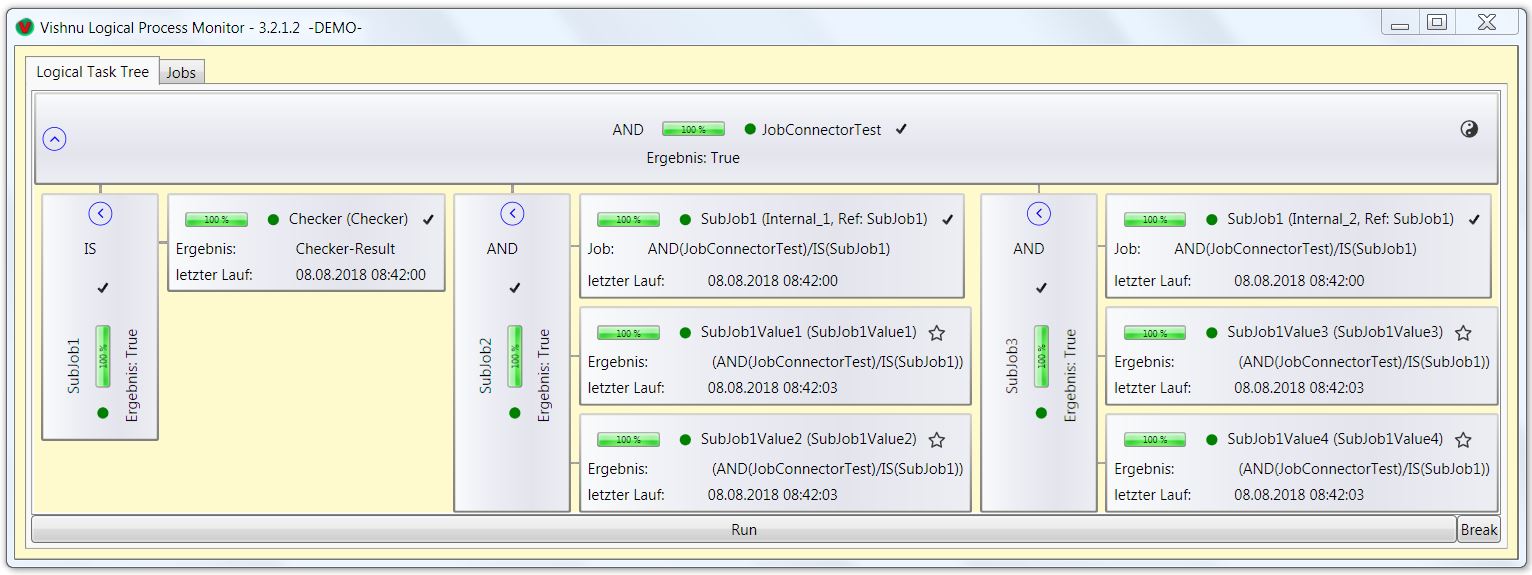 Vishnu Logical Process Monitor - 3.2.1.2 -DEMO-
Logical Task Tree
Jobs
AND 100 % JobConnectorTest
Ergebnis: True
IS
SubJob1
100 %
Ergebnis: True
100 % Checker (Checker)
Ergebnis: Checker-Result
letzter Lauf: 08.08.2018 08:42:00
AND
SubJob2
100 %
Ergebnis: True
100 % SubJob1 (Internal_1, Ref: SubJob1)
Job: AND(JobConnectorTest)/IS(SubJob1)
letzter Lauf: 08.08.2018 08:42:00
100 % SubJob1Value1 (SubJob1Value1)
Ergebnis: (AND(JobConnectorTest)/IS(SubJob1))
letzter Lauf: 08.08.2018 08:42:03
100 % SubJob1Value2 (SubJob1Value2)
Ergebnis: (AND(JobConnectorTest)/IS(SubJob1))
letzter Lauf: 08.08.2018 08:42:03
AND
SubJob3
100 %
Ergebnis: True
100 % SubJob1 (Internal_2, Ref: SubJob1)
Job: AND(JobConnectorTest)/IS(SubJob1)
letzter Lauf: 08.08.2018 08:42:00
100 % SubJob1Value3 (SubJob1Value3)
Ergebnis: (AND(JobConnectorTest)/IS(SubJob1))
letzter Lauf: 08.08.2018 08:42:03
100 % SubJob1Value4 (SubJob1Value4)
Ergebnis: (AND(JobConnectorTest)/IS(SubJob1))
letzter Lauf: 08.08.2018 08:42:03
Run
Break